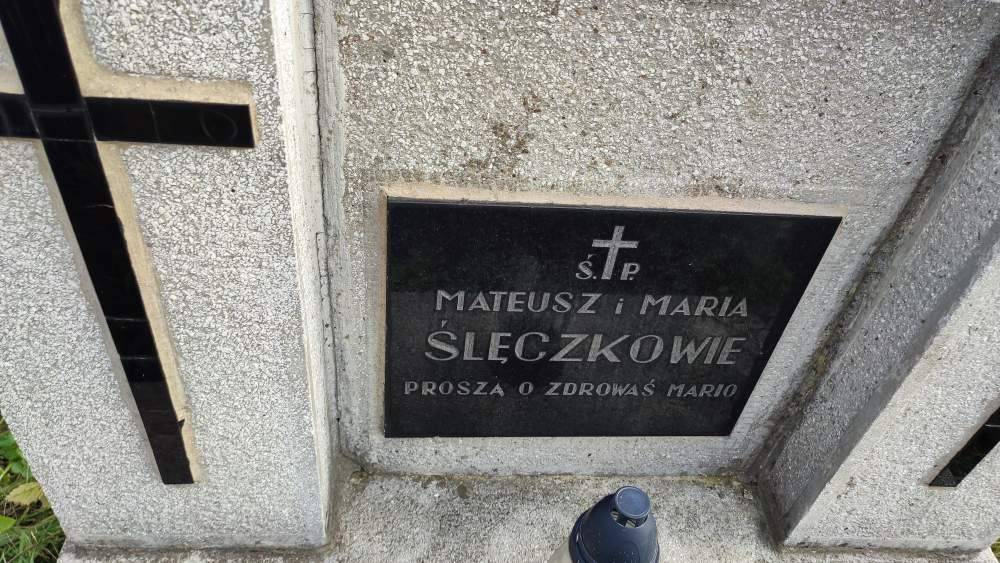 Ś. P.
MATEUSZ i MARIA
ŚLĘCZKOWIE
PROSZĄ O ZDROWAŚ MARIO